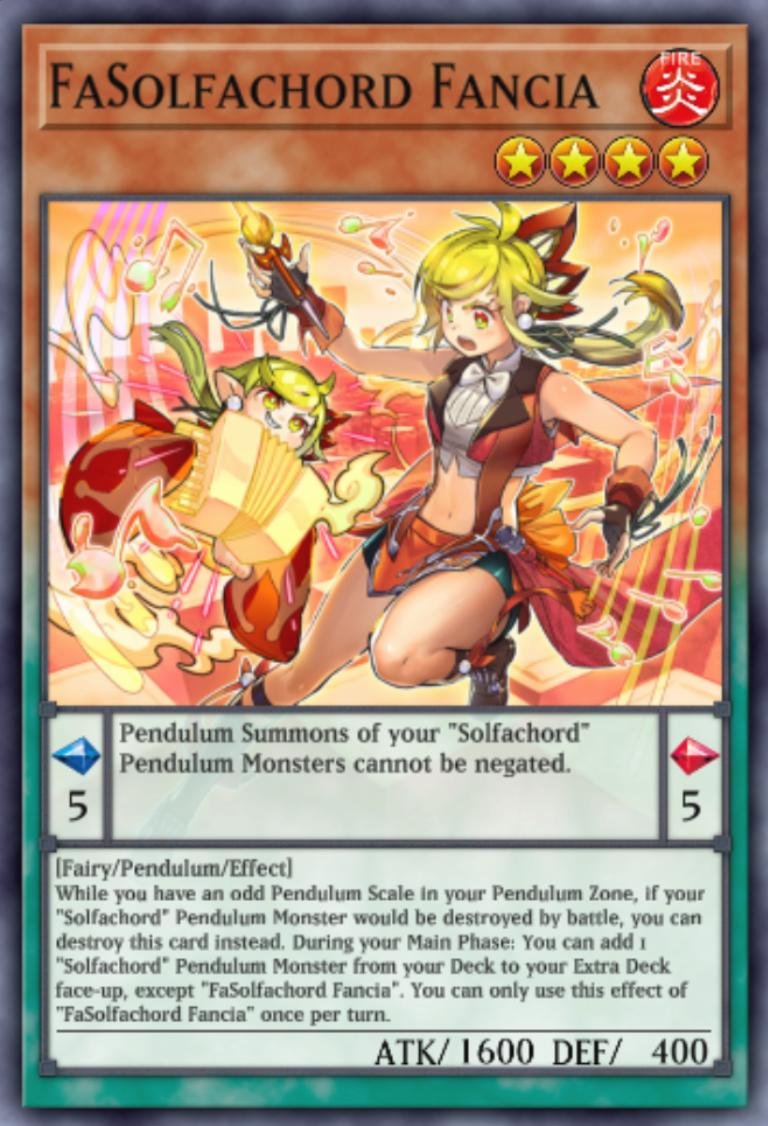 FaSolfachord Fancia
FIRE
炎
Pendulum Summons of your "Solfachord"
Pendulum Monsters cannot be negated.
5
5
[Fairy/Pendulum/Effect]
While you have an odd Pendulum Scale in your Pendulum Zone, if your
"Solfachord" Pendulum Monster would be destroyed by battle, you can
destroy this card instead. During your Main Phase: You can add 1
"Solfachord" Pendulum Monster from your Deck to your Extra Deck
face-up, except "FaSolfachord Fancia". You can only use this effect of
"FaSolfachord Fancia" once per turn.
ATK/ 1600 DEF/ 400